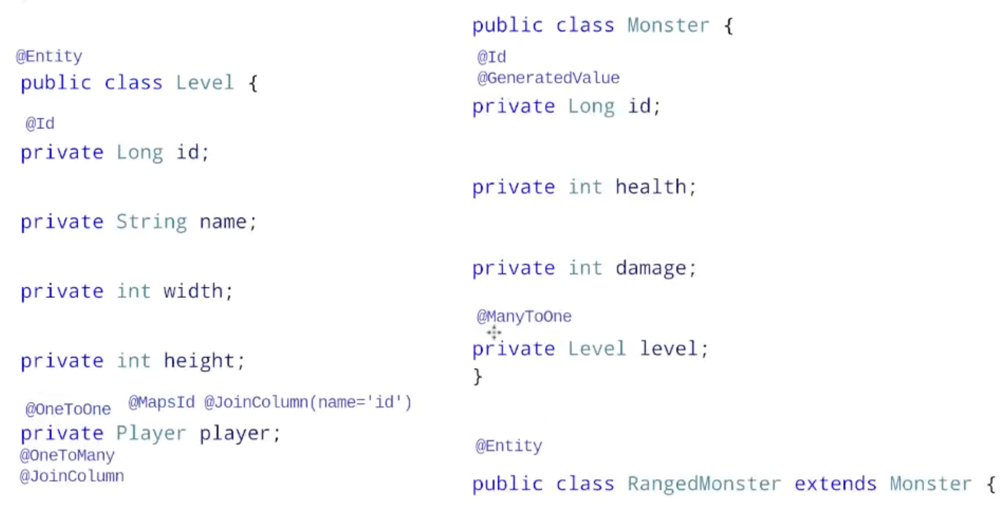 @Entity
public class Level {
@Id
private Long id;
private String name;
private int width;
private int height;
@OneToOne @MapsId @JoinColumn(name='id')
private Player player;
@OneToMany
@JoinColumn
public class Monster {
@Id
@GeneratedValue
private Long id;
private int health;
private int damage;
@ManyToOne
private Level level;
}
@Entity
public class RangedMonster extends Monster {